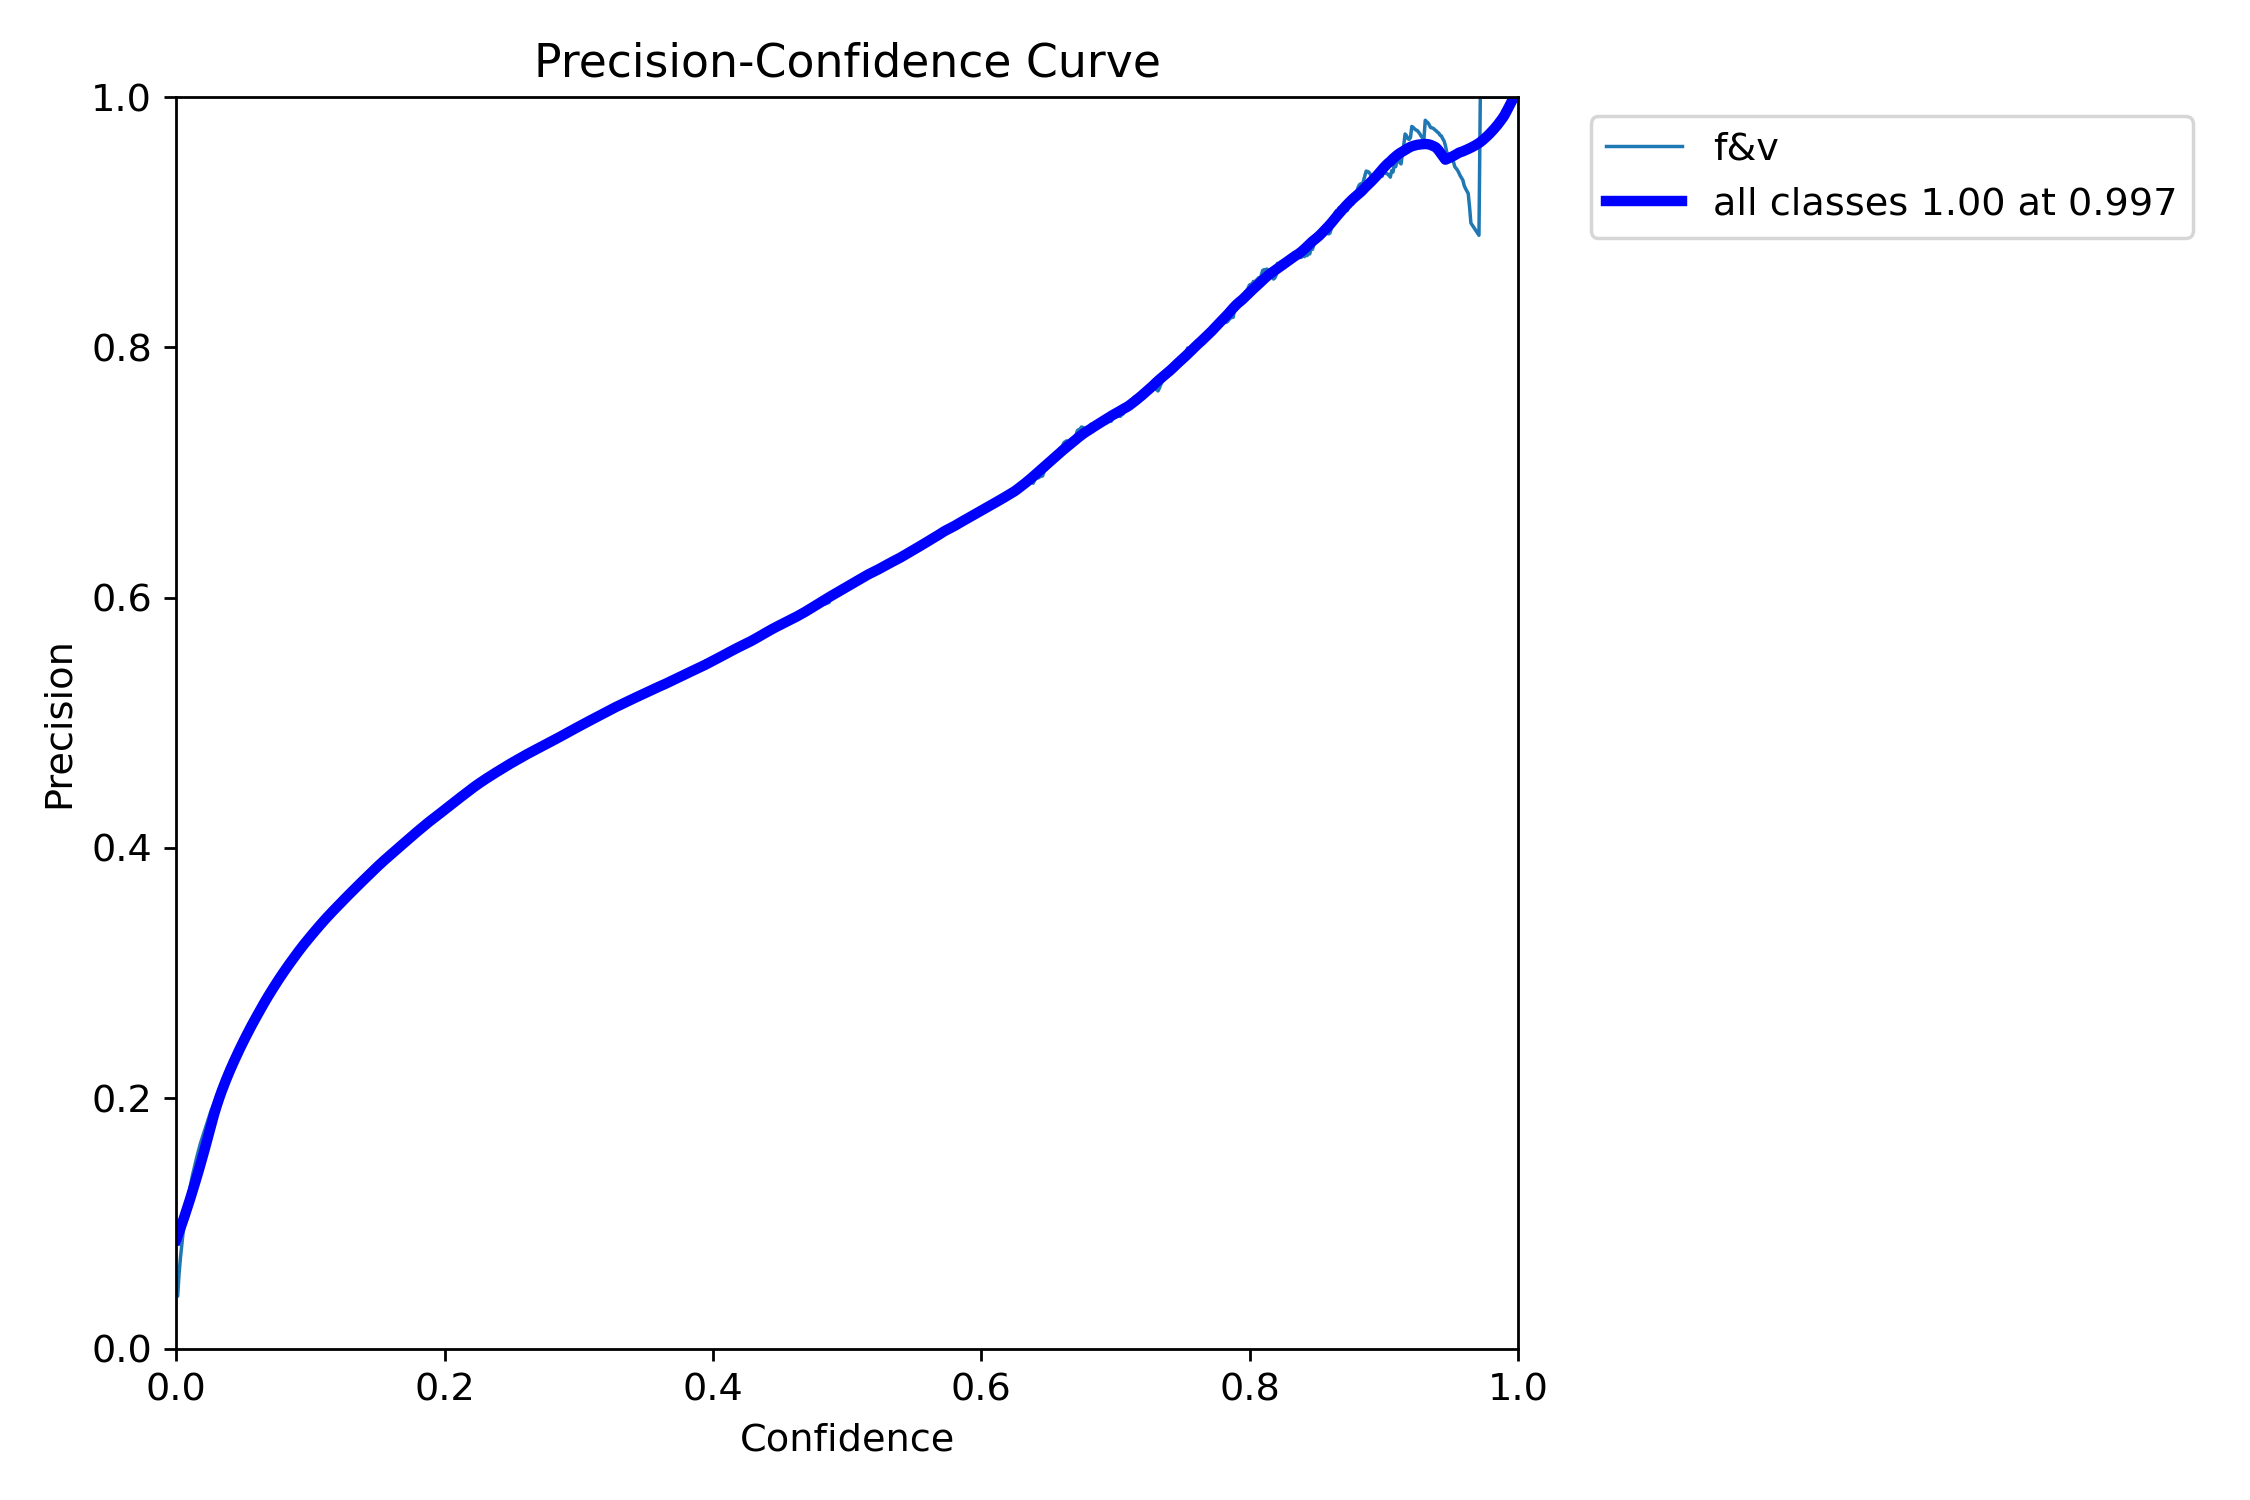 Precision-Confidence Curve
1.0
0.8
0.6
0.4
0.2
0.0
Precision
0.0 0.2 0.4 0.6 0.8 1.0
Confidence
f&v
all classes 1.00 at 0.997